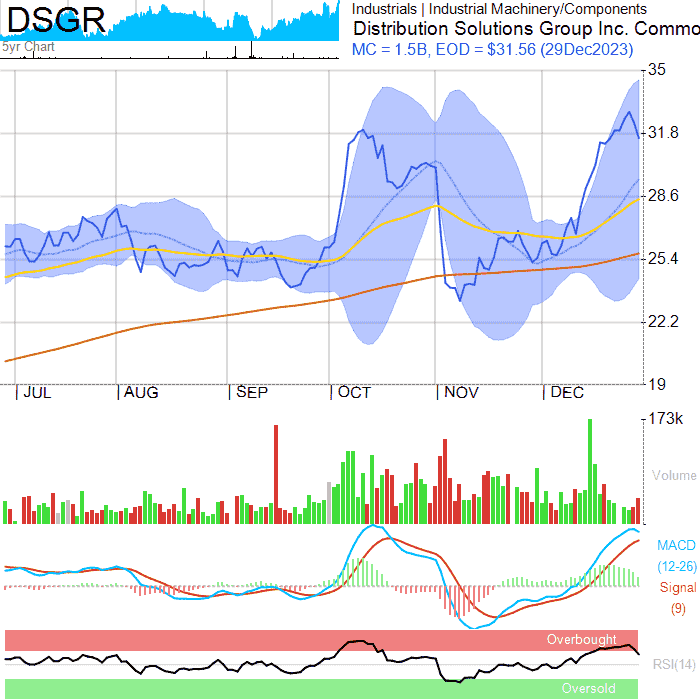 DSGR
5yr Chart
Industrials | Industrial Machinery/Components
Distribution Solutions Group Inc. Commo
MC = 1.5B, EOD = $31.56 (29Dec2023)
35
31.8
28.6
25.4
22.2
19
| JUL | AUG | SEP | OCT | NOV | DEC
173k
Volume
MACD
(12-26)
Signal
(9)
Overbought
RSI(14)
Oversold